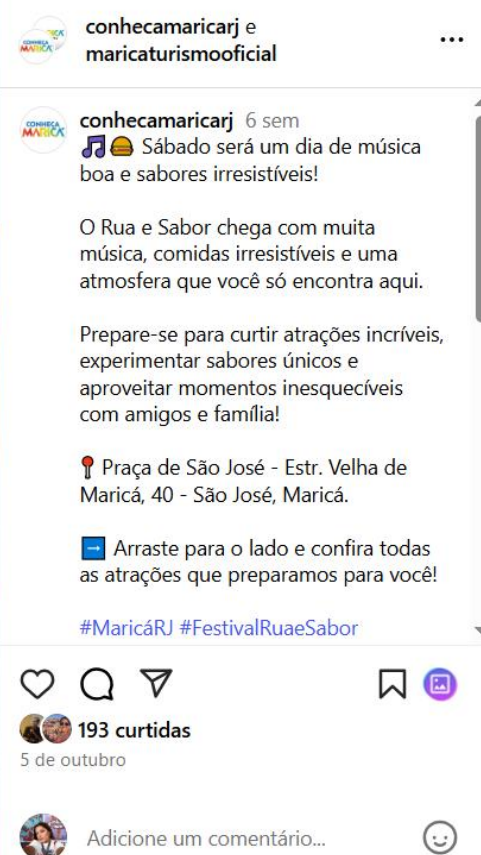 conhecamaricarj e
maricaturismooficial
CONHEÇA
MARICÁ
conhecamaricarj 6 sem
🎵🍔 Sábado será um dia de música
boa e sabores irresistíveis!
O Rua e Sabor chega com muita
música, comidas irresistíveis e uma
atmosfera que você só encontra aqui.
Prepare-se para curtir atrações incríveis,
experimentar sabores únicos e
aproveitar momentos inesquecíveis
com amigos e família!
📍 Praça de São José - Estr. Velha de
Maricá, 40 - São José, Maricá.
➡️ Arraste para o lado e confira todas
as atrações que preparamos para você!
#MaricáRJ #FestivalRuaeSabor
193 curtidas
5 de outubro
Adicione um comentário...